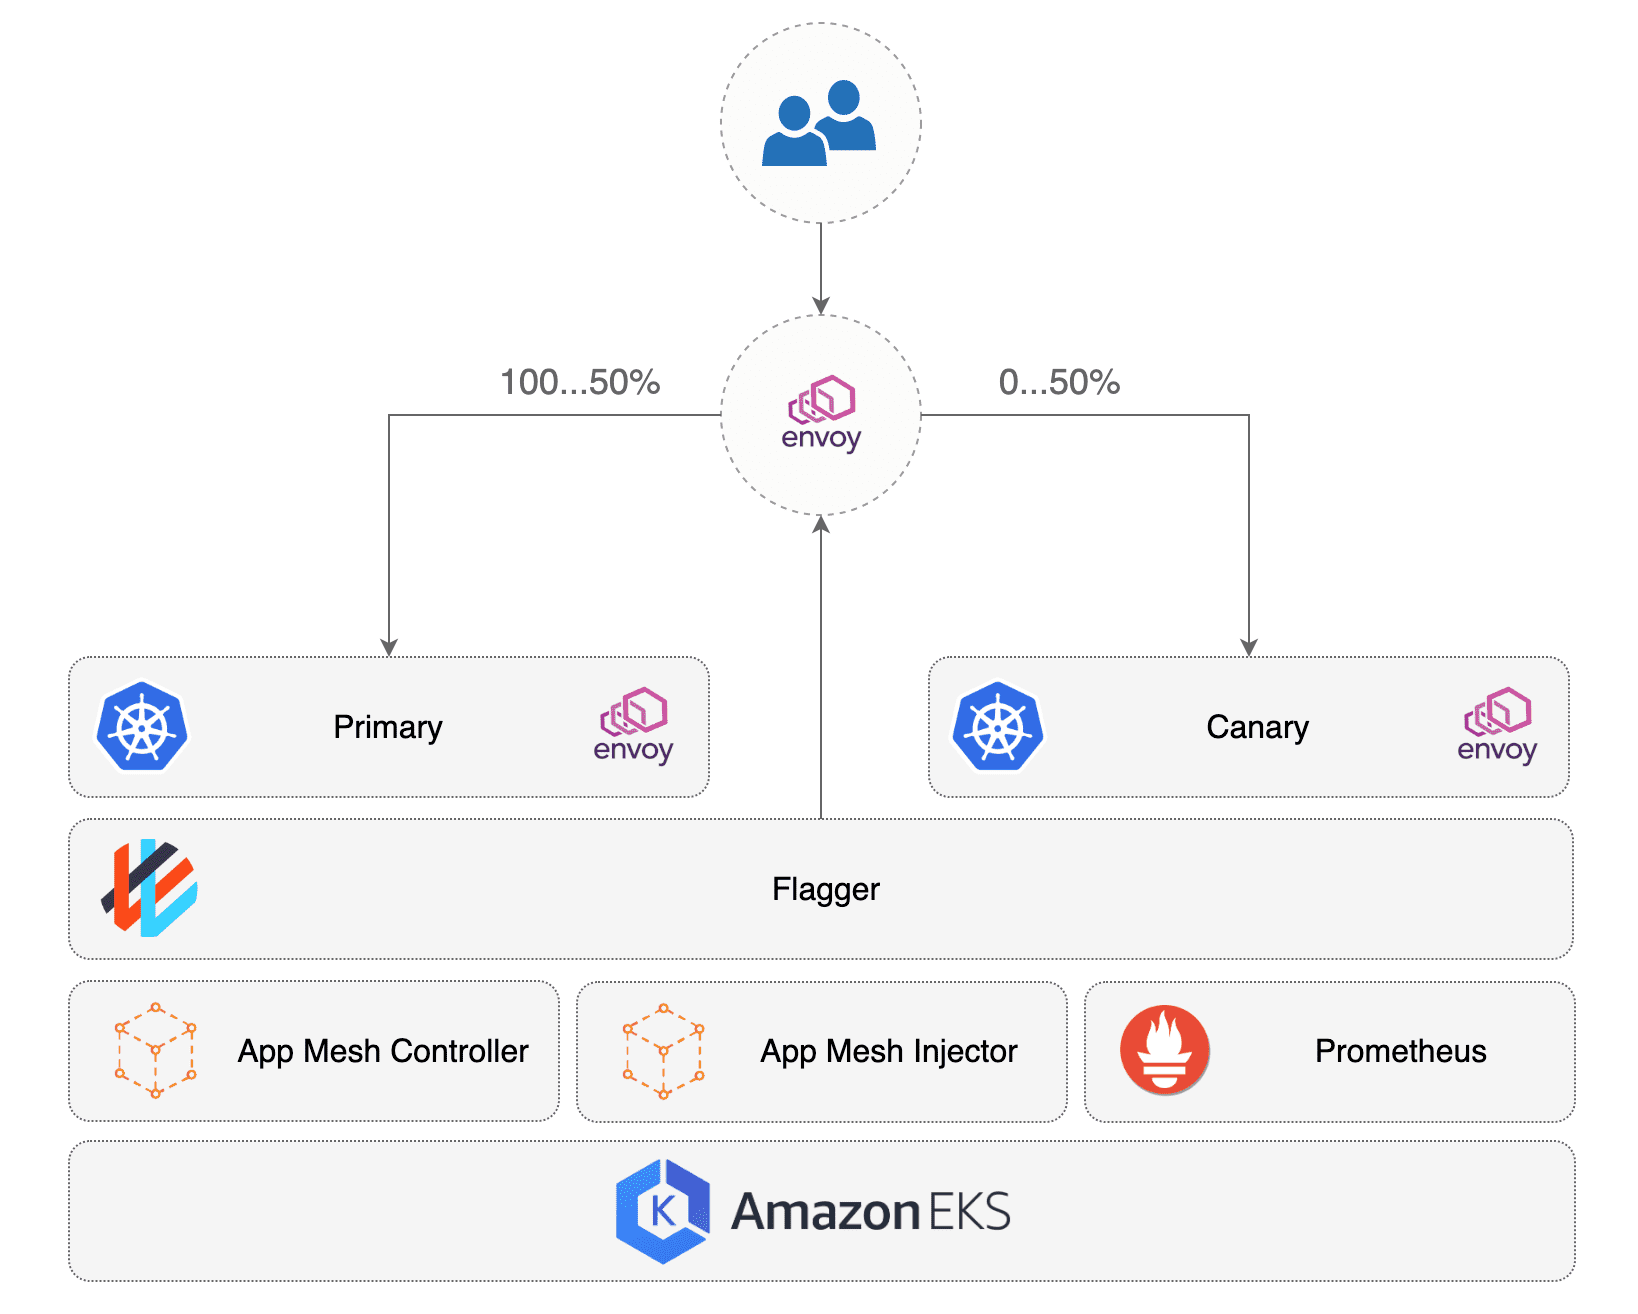 100...50%
0...50%
envoy
Primary
envoy
Canary
envoy
Flagger
App Mesh Controller
App Mesh Injector
Prometheus
K
Amazon EKS